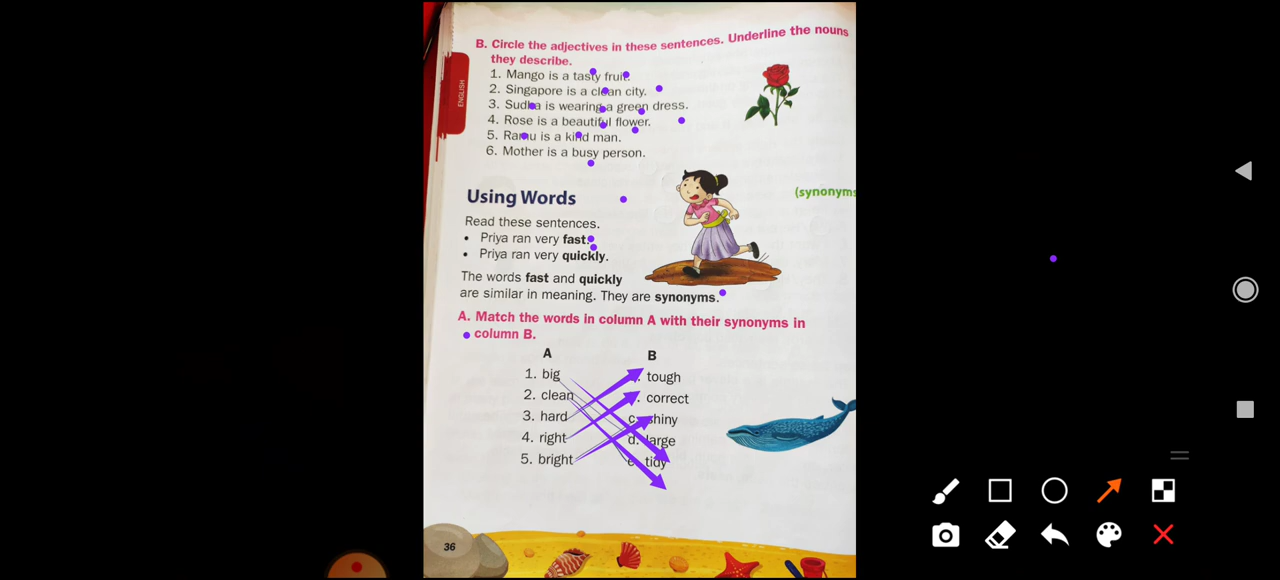 B. Circle the adjectives in these sentences. Underline the nouns
they describe.
1. Mango is a tasty fruit.
2. Singapore is a clean city.
3. Sudha is wearing a green dress.
4. Rose is a beautiful flower.
5. Ramu is a kind man.
6. Mother is a busy person.
ENGLISH
Using Words
(synonyms
Read these sentences.
• Priya ran very fast.
• Priya ran very quickly.
The words fast and quickly
are similar in meaning. They are synonyms.
A. Match the words in column A with their synonyms in
column B.
A B
1. big tough
2. clean correct
3. hard c. shiny
4. right d. large
5. bright e. tidy
36